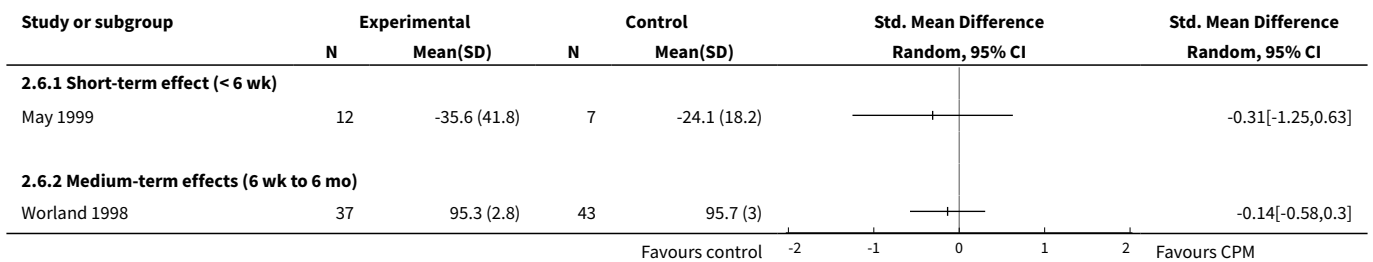 Study or subgroup Experimental Control Std. Mean Difference Std. Mean Difference
N Mean(SD) N Mean(SD) Random, 95% CI Random, 95% CI
2.6.1 Short-term effect (< 6 wk)
May 1999 12 -35.6 (41.8) 7 -24.1 (18.2) -0.31[-1.25,0.63]
2.6.2 Medium-term effects (6 wk to 6 mo)
Worland 1998 37 95.3 (2.8) 43 95.7 (3) -0.14[-0.58,0.3]
Favours control -2 -1 0 1 2 Favours CPM